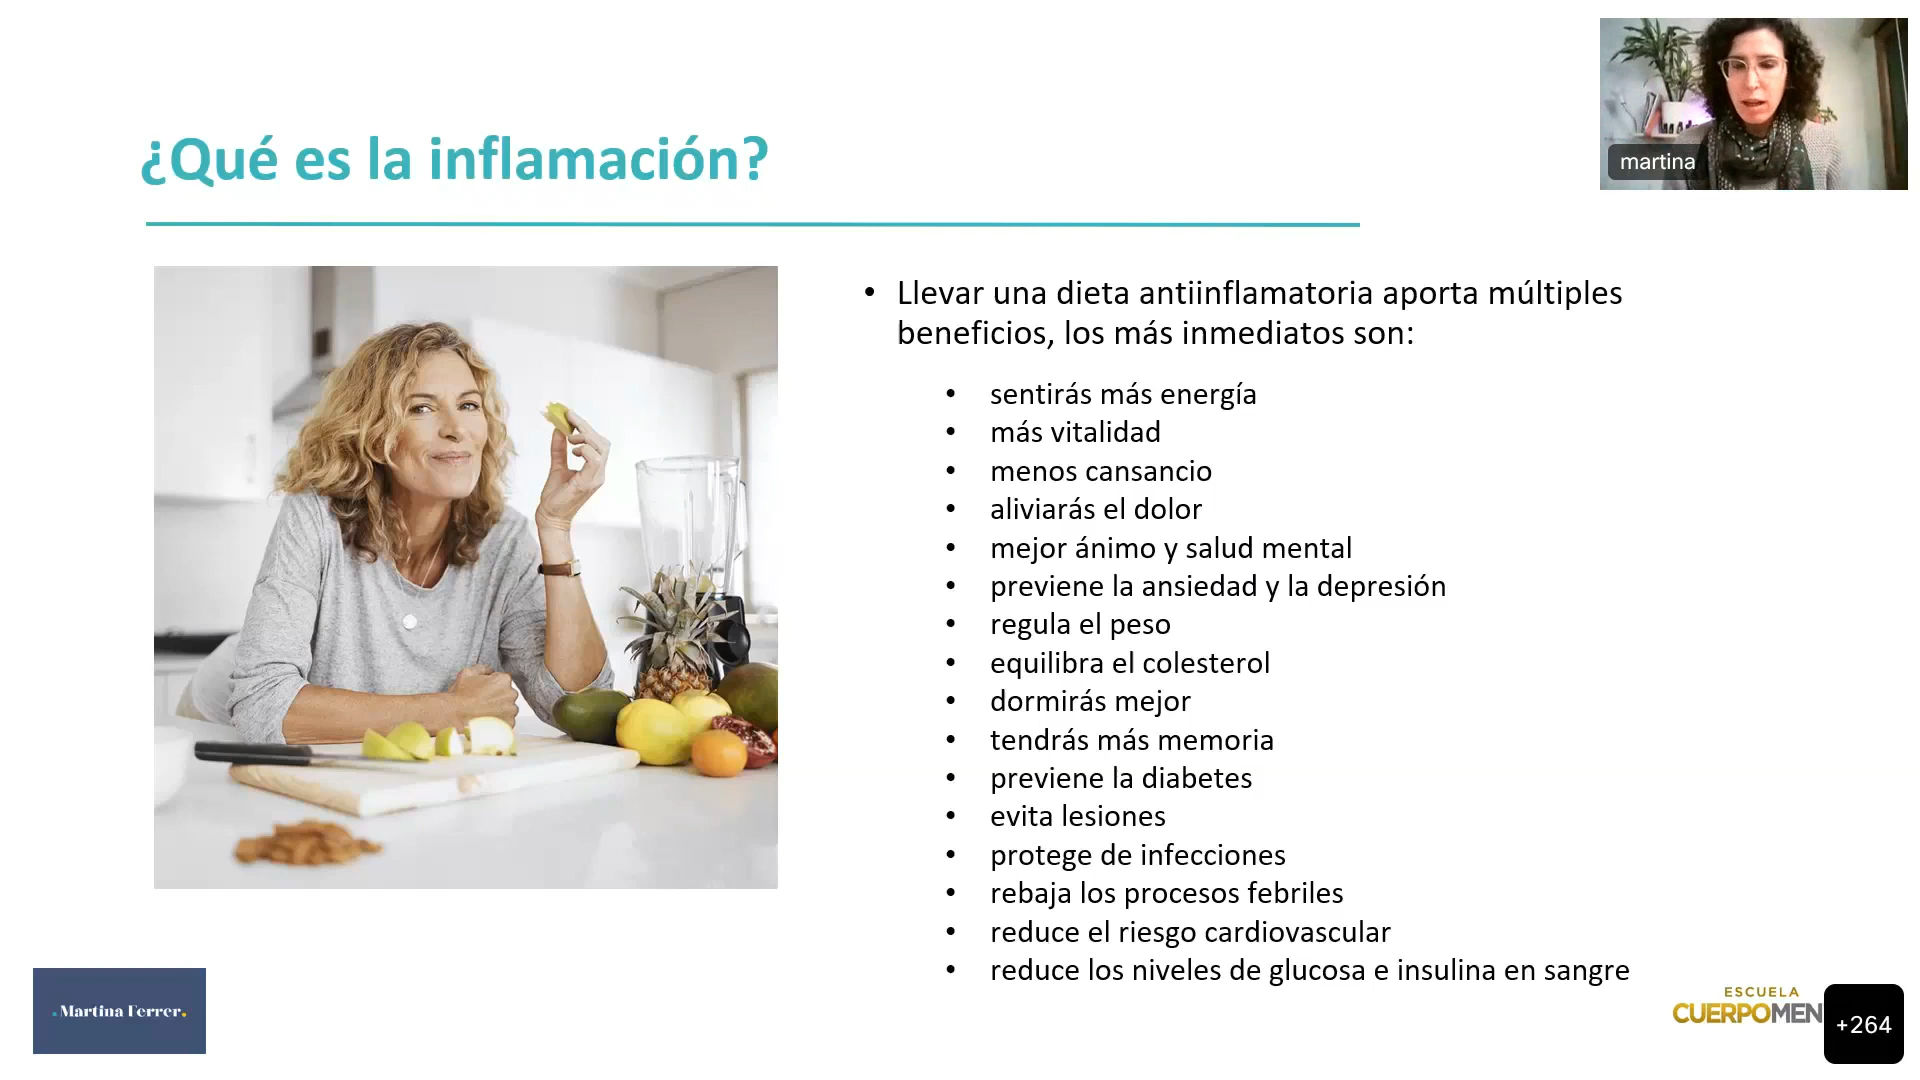 martina
¿Qué es la inflamación?
• Llevar una dieta antiinflamatoria aporta múltiples
beneficios, los más inmediatos son:
• sentirás más energía
• más vitalidad
• menos cansancio
• aliviarás el dolor
• mejor ánimo y salud mental
• previene la ansiedad y la depresión
• regula el peso
• equilibra el colesterol
• dormirás mejor
• tendrás más memoria
• previene la diabetes
• evita lesiones
• protege de infecciones
• rebaja los procesos febriles
• reduce el riesgo cardiovascular
• reduce los niveles de glucosa e insulina en sangre
.Martina Ferrer.
ESCUELA
CUERPOMEN
+264